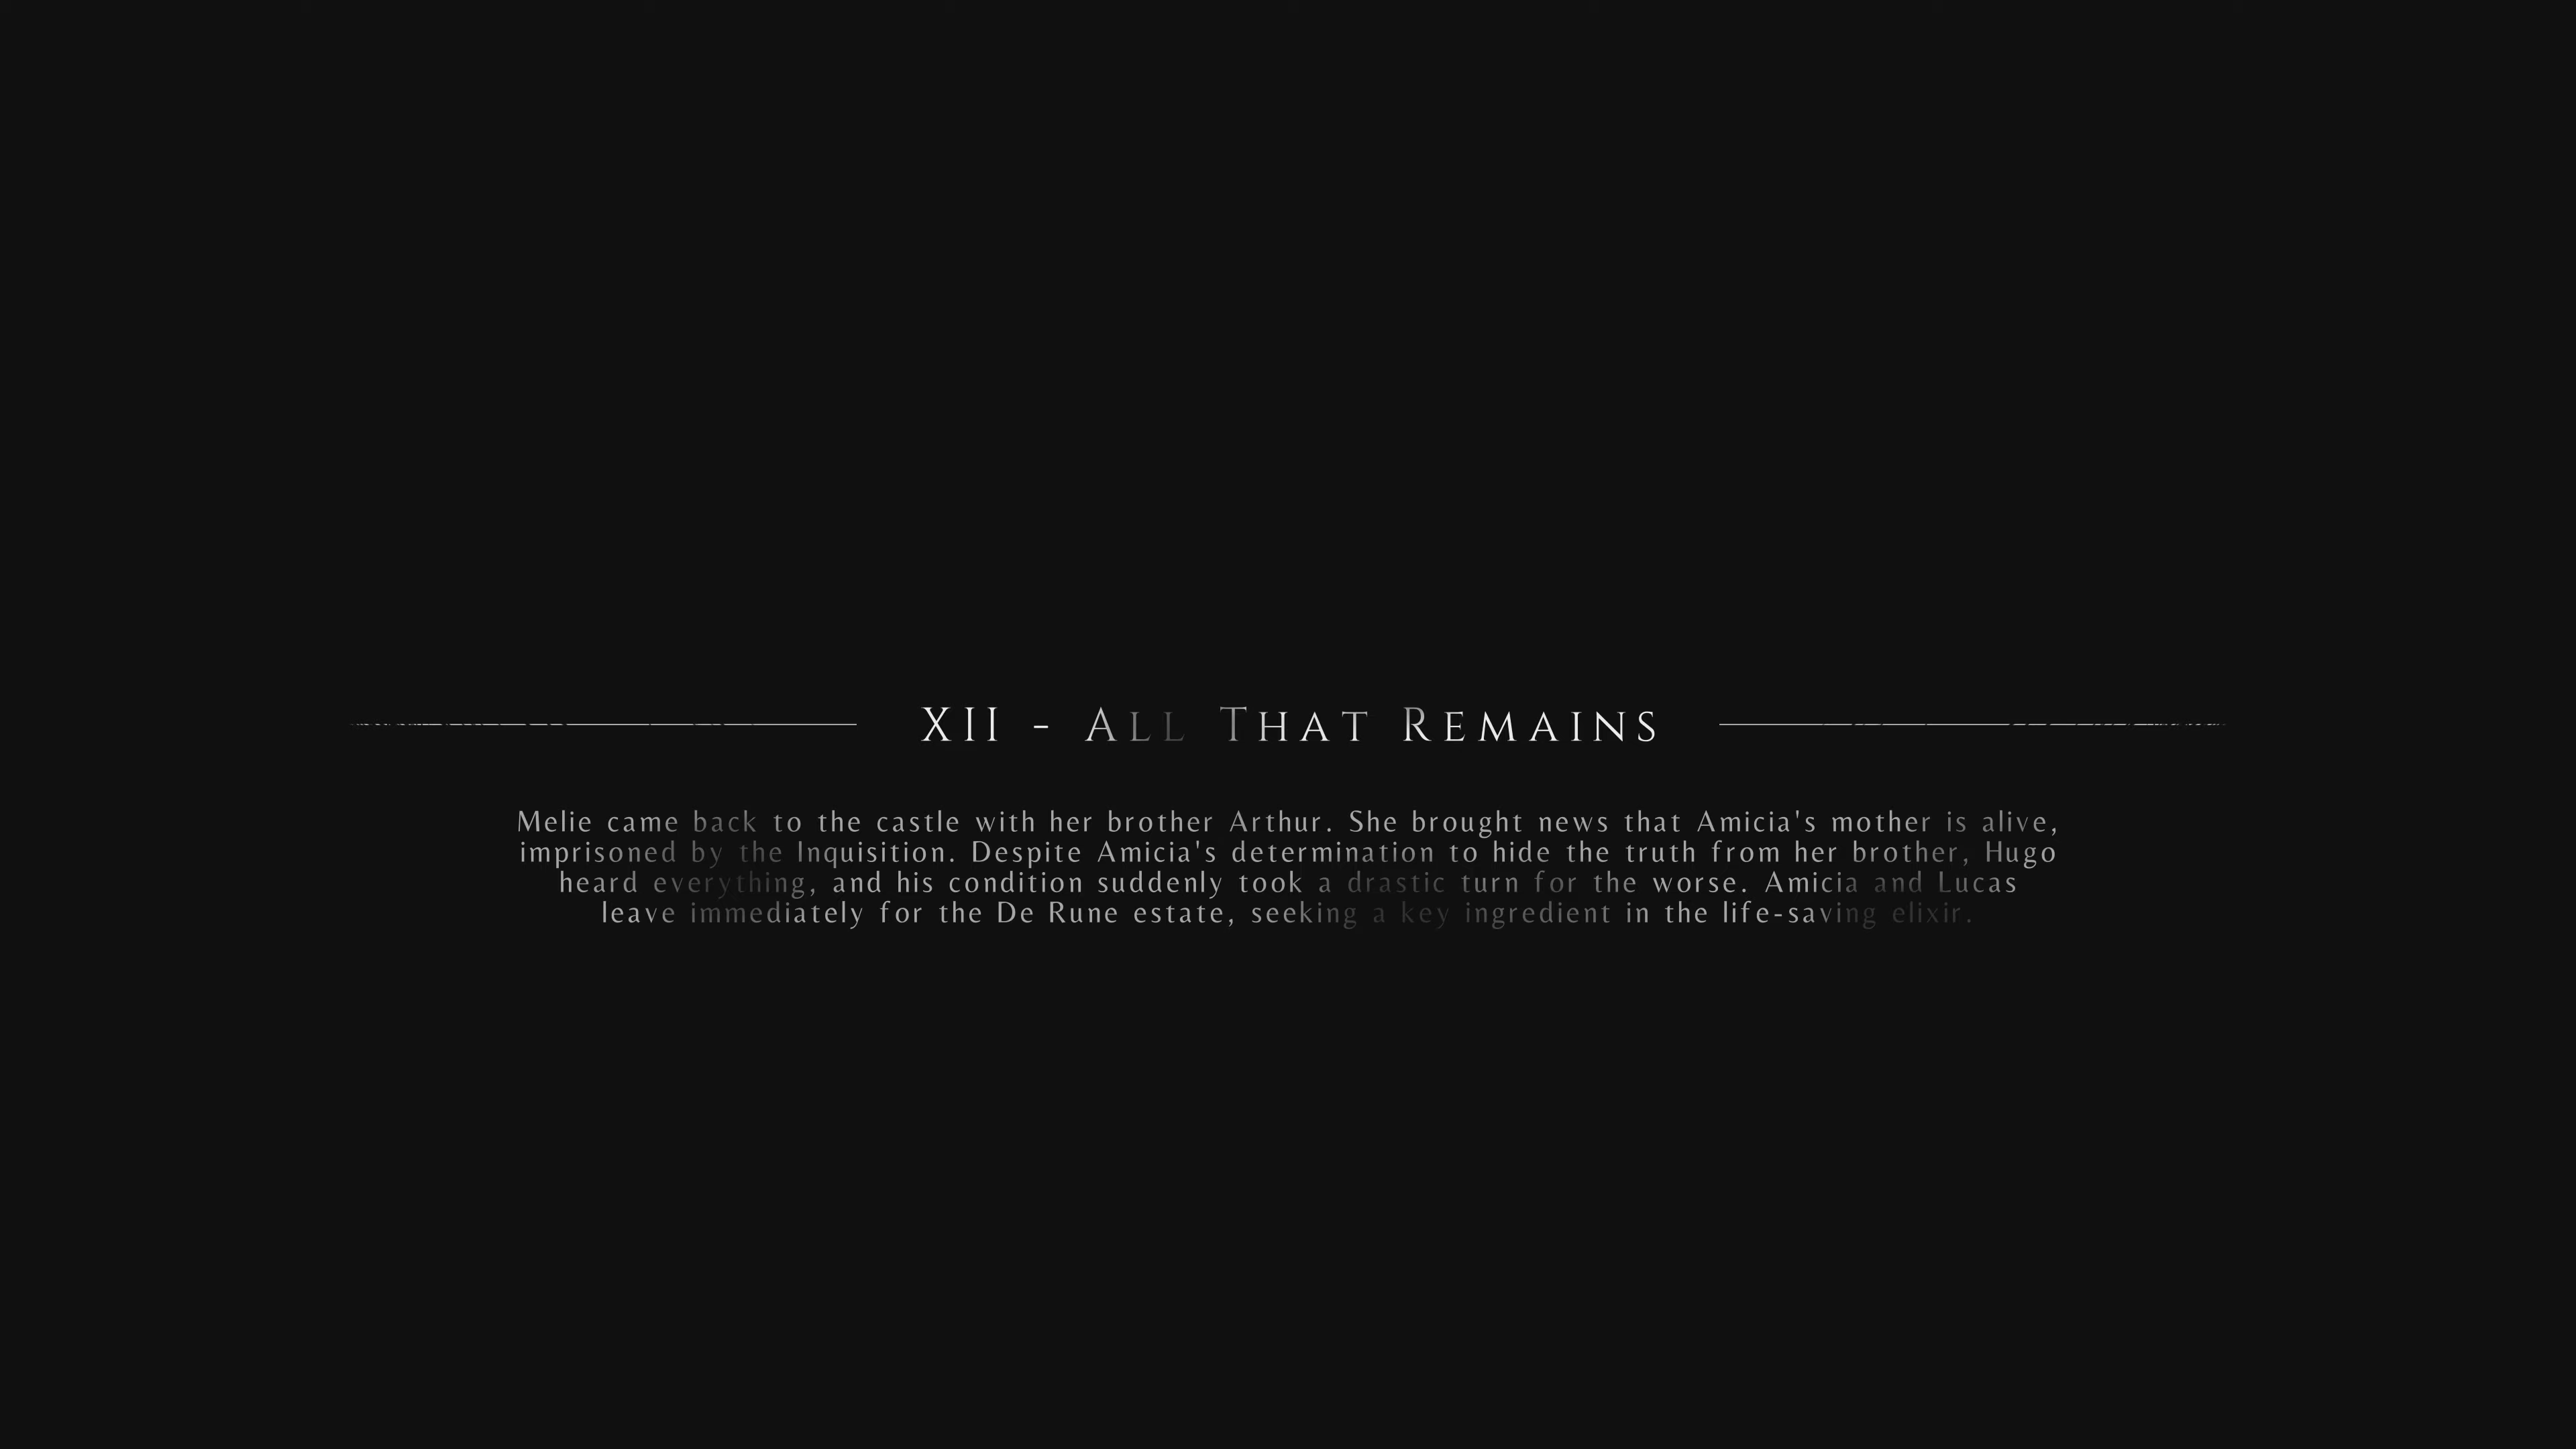 XII - All That Remains
Melie came back to the castle with her brother Arthur. She brought news that Amicia's mother is alive,
imprisoned by the Inquisition. Despite Amicia's determination to hide the truth from her brother, Hugo
heard everything, and his condition suddenly took a drastic turn for the worse. Amicia and Lucas
leave immediately for the De Rune estate, seeking a key ingredient in the life-saving elixir.